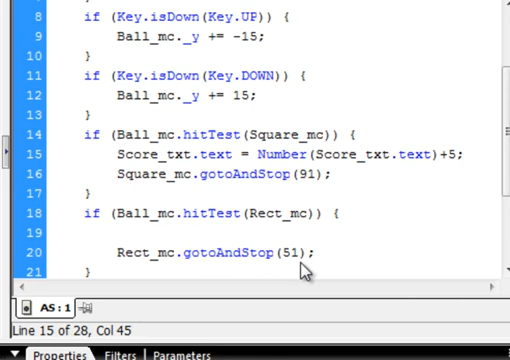 8 if (Key.isDown(Key.UP)) {
9 Ball_mc._y += -15;
10 }
11 if (Key.isDown(Key.DOWN)) {
12 Ball_mc._y += 15;
13 }
14 if (Ball_mc.hitTest(Square_mc)) {
15 Score_txt.text = Number(Score_txt.text)+5;
16 Square_mc.gotoAndStop(91);
17 }
18 if (Ball_mc.hitTest(Rect_mc)) {
19
20 Rect_mc.gotoAndStop(51);
21 }
AS:1
Line 15 of 28, Col 45
Properties Filters Parameters